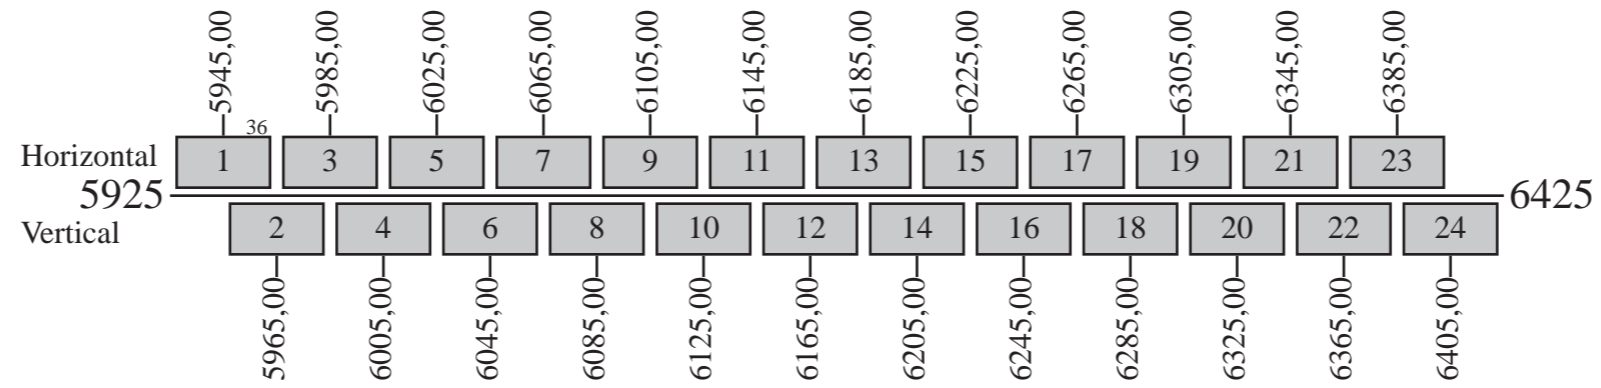 5945,00 5985,00 6025,00 6065,00 6105,00 6145,00 6185,00 6225,00 6265,00 6305,00 6345,00 6385,00
36
Horizontal 1 3 5 7 9 11 13 15 17 19 21 23
5925 6425
Vertical 2 4 6 8 10 12 14 16 18 20 22 24
5965,00 6005,00 6045,00 6085,00 6125,00 6165,00 6205,00 6245,00 6285,00 6325,00 6365,00 6405,00